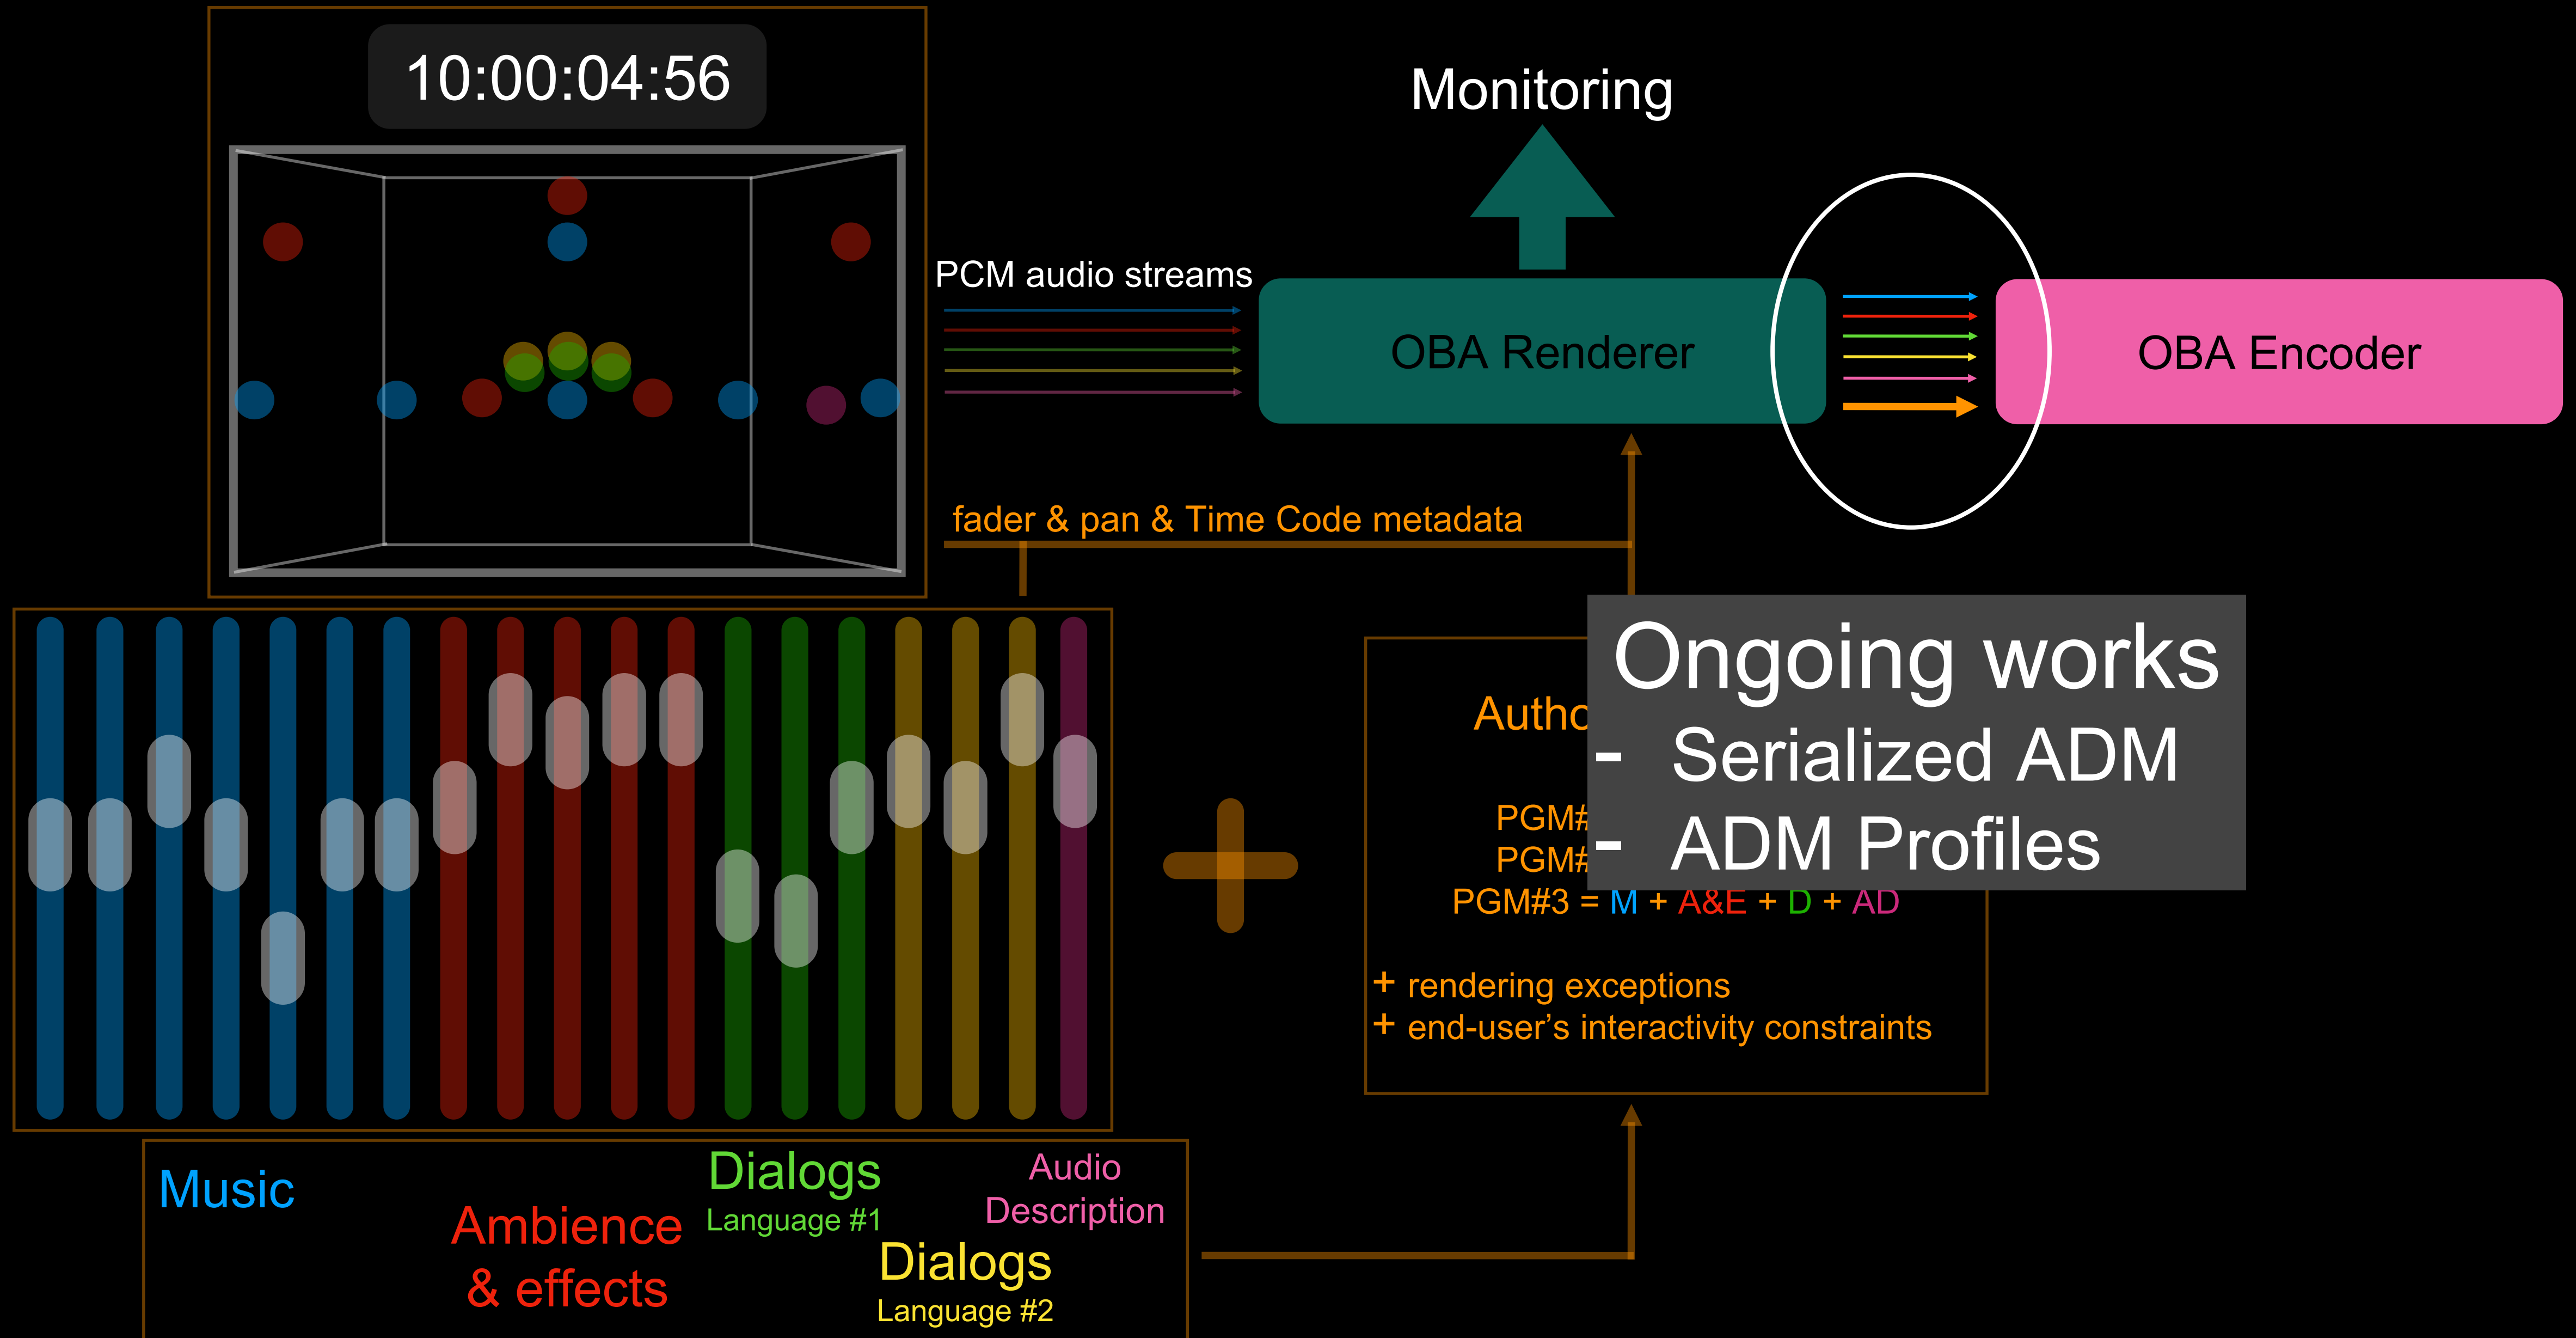 10:00:04:56
Monitoring
PCM audio streams
OBA Renderer
OBA Encoder
fader & pan & Time Code metadata
Ongoing works
- Serialized ADM
- ADM Profiles
PGM#
PGM#
PGM#3 = M + A&E + D + AD
+ rendering exceptions
+ end-user’s interactivity constraints
Music
Ambience
& effects
Dialogs
Language #1
Dialogs
Language #2
Audio
Description